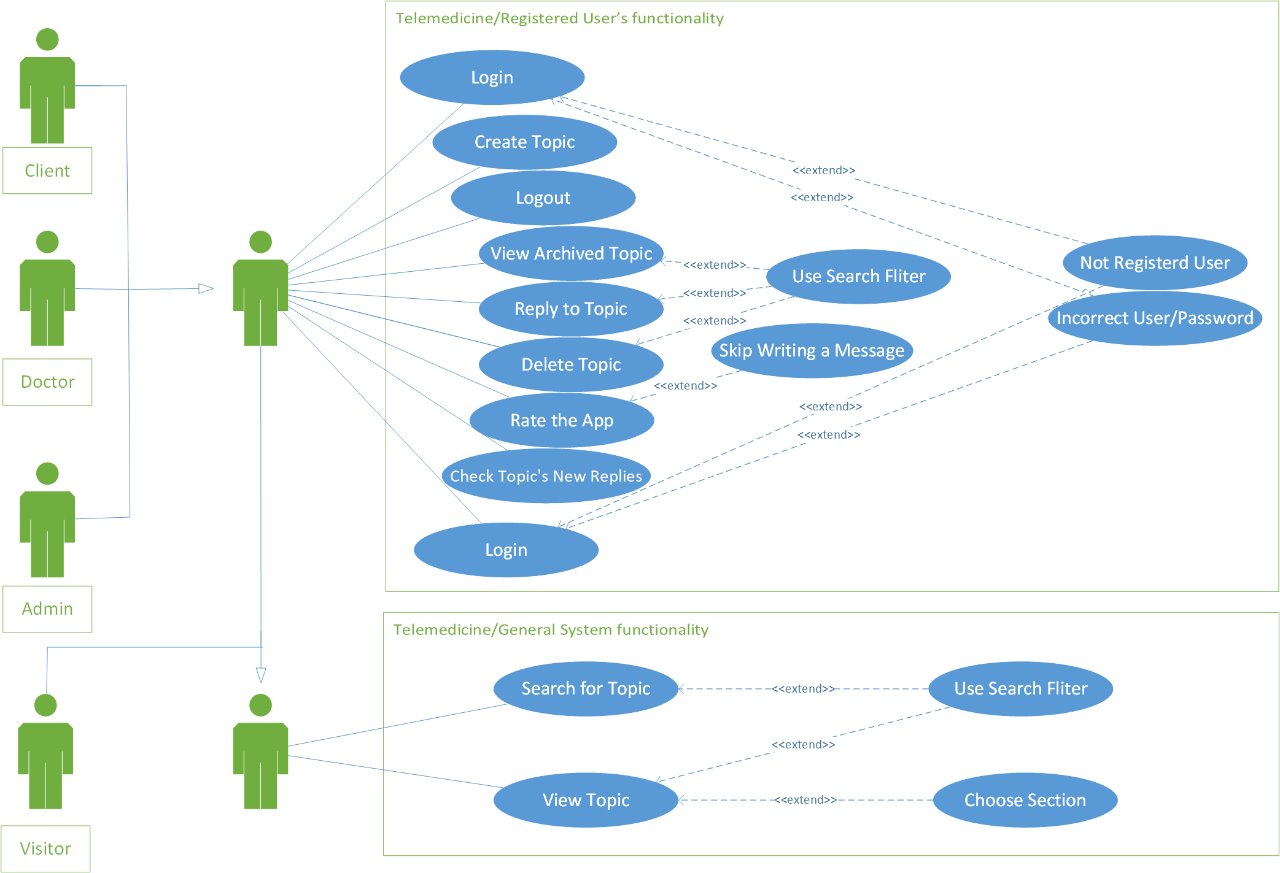 Telemedicine/Registered User's functionality
Login
Create Topic
Logout
View Archived Topic
Reply to Topic
Delete Topic
Rate the App
Check Topic's New Replies
Login
Use Search Fliter
Skip Writing a Message
Not Registerd User
Incorrect User/Password
<<extend>>
<<extend>>
<<extend>>
<<extend>>
<<extend>>
<<extend>>
<<extend>>
<<extend>>
Client
Doctor
Admin
Visitor
Telemedicine/General System functionality
Search for Topic
<<extend>>
Use Search Fliter
<<extend>>
View Topic
<<extend>>
Choose Section